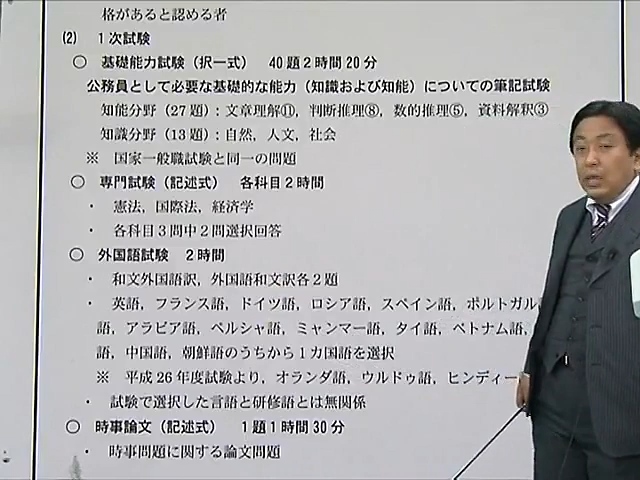 格があると認める者
(2) 1次試験
○ 基礎能力試験（択一式） 40題2時間20分
公務員として必要な基礎的な能力（知識および知能）についての筆記試験
知能分野（27題）：文章理解⑪，判断推理⑧，数的推理⑤，資料解釈③
知識分野（13題）：自然，人文，社会
※ 国家一般職試験と同一の問題
○ 専門試験（記述式） 各科目2時間
・ 憲法，国際法，経済学
・ 各科目3問中2問選択回答
○ 外国語試験 2時間
・ 和文外国語訳，外国語和文訳各2題
・ 英語，フランス語，ドイツ語，ロシア語，スペイン語，ポルトガル
語，アラビア語，ペルシャ語，ミャンマー語，タイ語，ベトナム語，
語，中国語，朝鮮語のうちから1カ国語を選択
※ 平成26年度試験より，オランダ語，ウルドゥ語，ヒンディー
・ 試験で選択した言語と研修語とは無関係
○ 時事論文（記述式） 1題1時間30分
・ 時事問題に関する論文問題